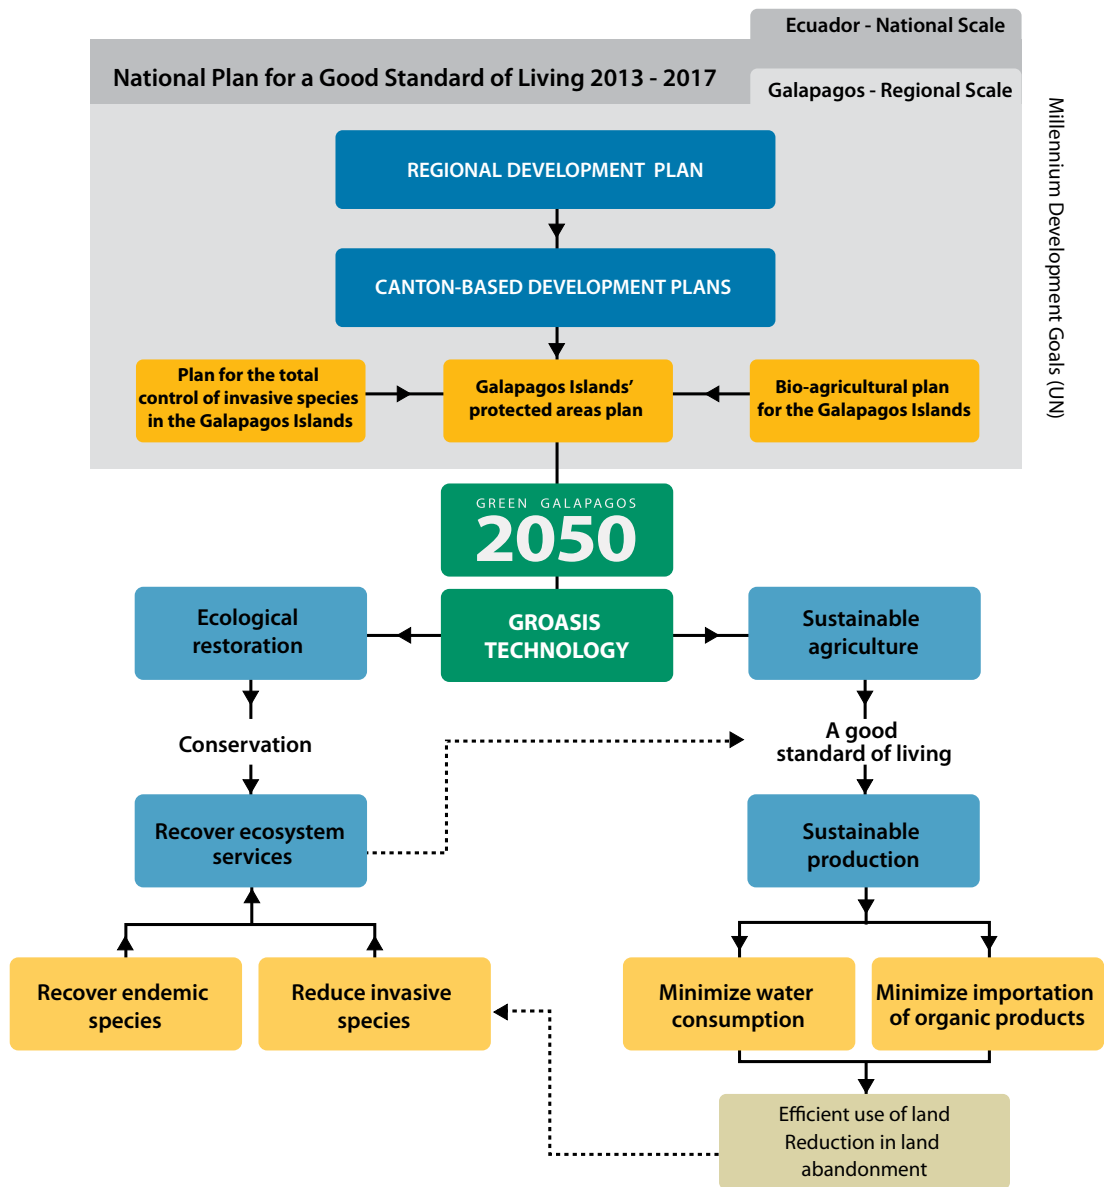 Ecuador - National Scale
National Plan for a Good Standard of Living 2013 - 2017
Galapagos - Regional Scale
Millennium Development Goals (UN)
REGIONAL DEVELOPMENT PLAN
CANTON-BASED DEVELOPMENT PLANS
Plan for the total
control of invasive species
in the Galapagos Islands
Galapagos Islands’
protected areas plan
Bio-agricultural plan
for the Galapagos Islands
GREEN GALAPAGOS
2050
GROASIS
TECHNOLOGY
Ecological
restoration
Sustainable
agriculture
Conservation
A good
standard of living
Recover ecosystem
services
Sustainable
production
Recover endemic
species
Reduce invasive
species
Minimize water
consumption
Minimize importation
of organic products
Efficient use of land
Reduction in land
abandonment